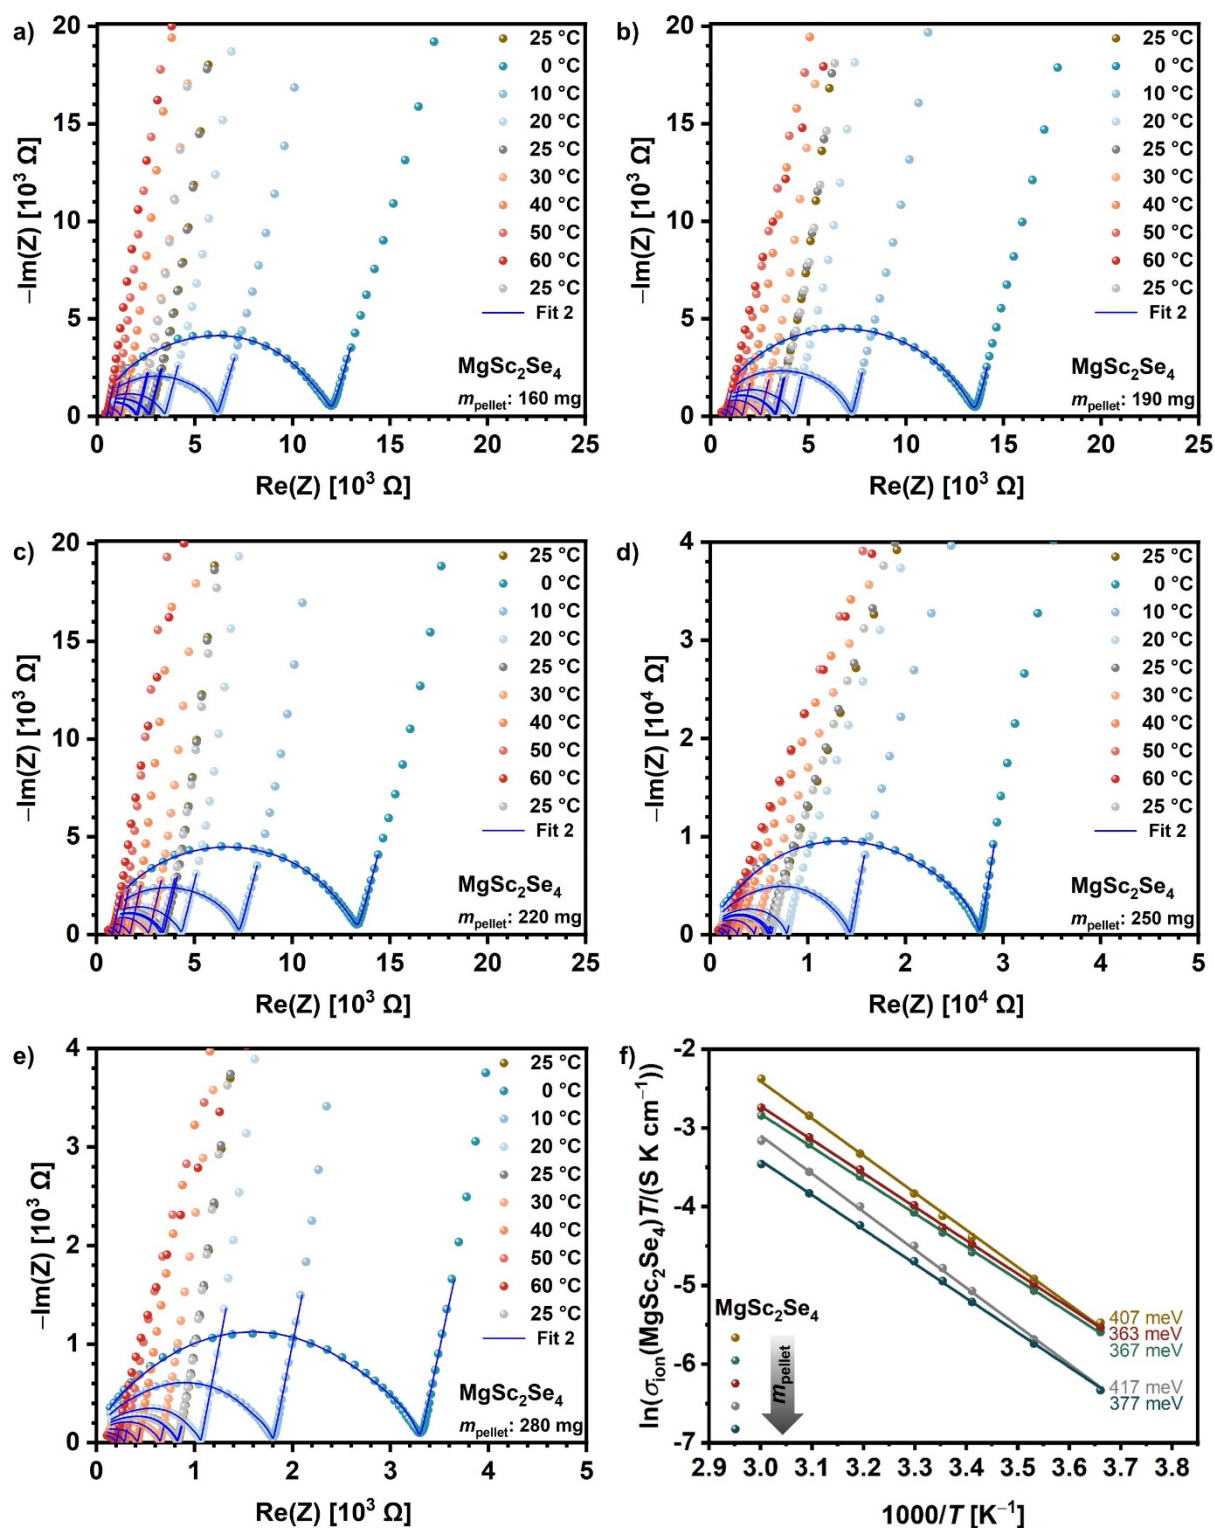 a)
20
15
10
5
0
−Im(Z) [10³ Ω]
0 5 10 15 20 25
Re(Z) [10³ Ω]
25 °C
0 °C
10 °C
20 °C
25 °C
30 °C
40 °C
50 °C
60 °C
25 °C
Fit 2
MgSc₂Se₄
mpellet: 160 mg
b)
20
15
10
5
0
−Im(Z) [10³ Ω]
0 5 10 15 20 25
Re(Z) [10³ Ω]
25 °C
0 °C
10 °C
20 °C
25 °C
30 °C
40 °C
50 °C
60 °C
25 °C
Fit 2
MgSc₂Se₄
mpellet: 190 mg
c)
20
15
10
5
0
−Im(Z) [10³ Ω]
0 5 10 15 20 25
Re(Z) [10³ Ω]
25 °C
0 °C
10 °C
20 °C
25 °C
30 °C
40 °C
50 °C
60 °C
25 °C
Fit 2
MgSc₂Se₄
mpellet: 220 mg
d)
4
3
2
1
0
−Im(Z) [10⁴ Ω]
0 1 2 3 4 5
Re(Z) [10⁴ Ω]
25 °C
0 °C
10 °C
20 °C
25 °C
30 °C
40 °C
50 °C
60 °C
25 °C
Fit 2
MgSc₂Se₄
mpellet: 250 mg
e)
4
3
2
1
0
−Im(Z) [10³ Ω]
0 1 2 3 4 5
Re(Z) [10³ Ω]
25 °C
0 °C
10 °C
20 °C
25 °C
30 °C
40 °C
50 °C
60 °C
25 °C
Fit 2
MgSc₂Se₄
mpellet: 280 mg
f)
-2
-3
-4
-5
-6
-7
ln(σion(MgSc₂Se₄)T/(S K cm⁻¹))
2.9 3.0 3.1 3.2 3.3 3.4 3.5 3.6 3.7 3.8
1000/T [K⁻¹]
MgSc₂Se₄
mpellet
407 meV
363 meV
367 meV
417 meV
377 meV